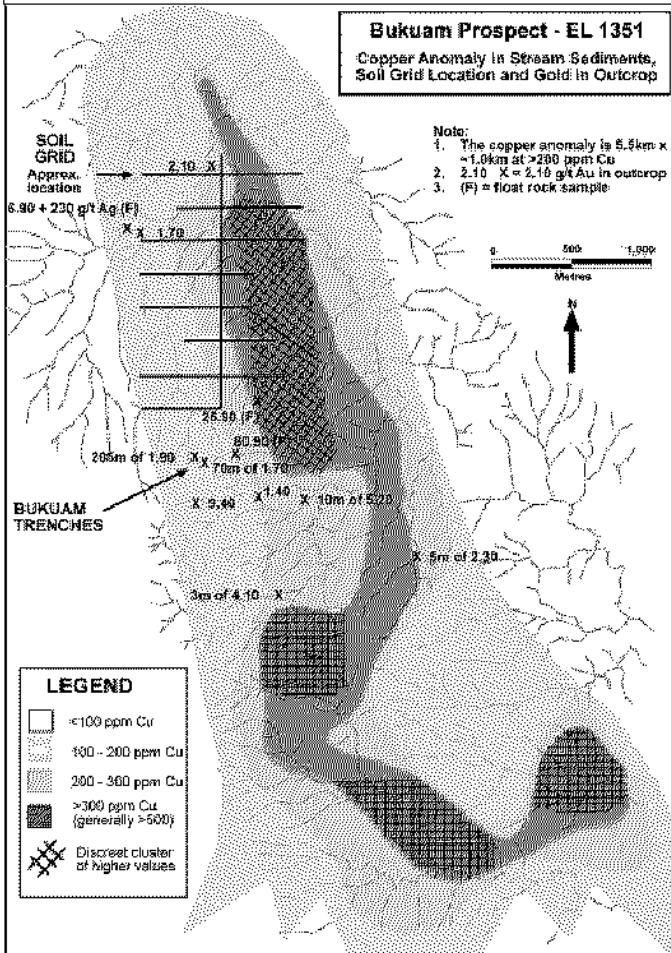 Bukuam Prospect - EL 1351
Copper Anomaly in Stream Sediments,
Soil Grid Location and Gold in Outcrop
Note:
1. The copper anomaly is 5.5km x
~1.0km at >200 ppm Cu
2. 2.10 X = 2.10 g/t Au in outcrop
3. (F) = float rock sample
SOIL
GRID
Approx.
location
2.10 X
6.90 + 230 g/t Ag (F)
X
X 1.70
0 500 1,000
Metres
N
X
25.90 (F)
80.90 (F)
X
205m of 1.90 X
X 70m of 1.70
BUKUAM
TRENCHES
X 9.40
X 1.40
X 10m of 5.20
X 5m of 2.30
3m of 4.10 X
LEGEND
<100 ppm Cu
100 - 200 ppm Cu
200 - 300 ppm Cu
>300 ppm Cu
(generally >500)
Discreet cluster
of higher values